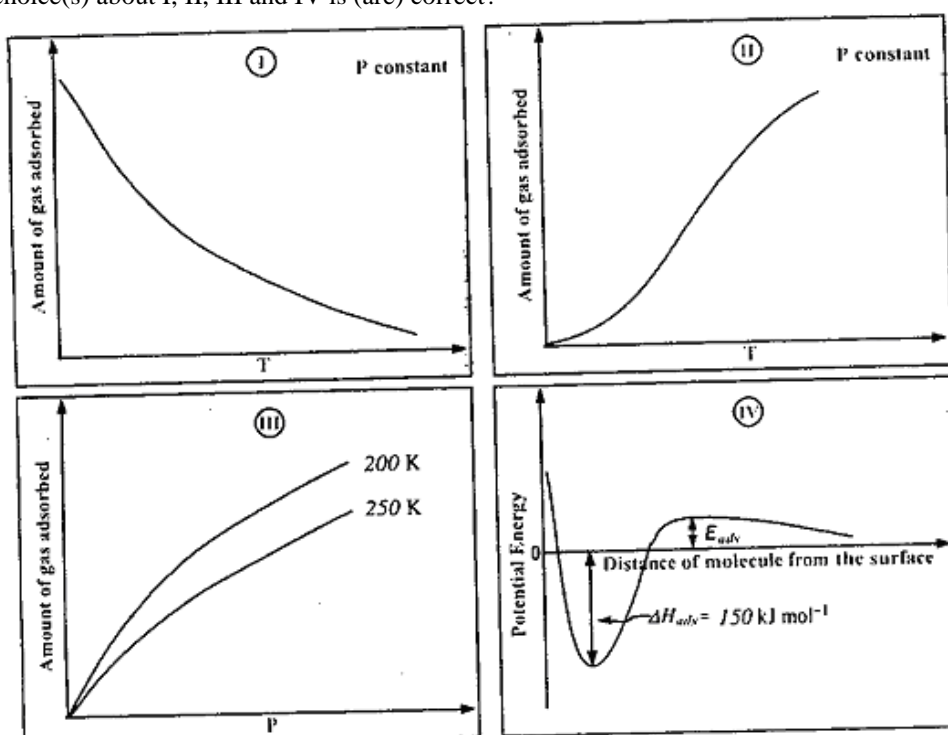 choice(s) about I, II, III and IV is (are) correct?
I
P constant
Amount of gas adsorbed
T
II
P constant
Amount of gas adsorbed
T
III
200 K
250 K
Amount of gas adsorbed
P
IV
Potential Energy
0
E_ads
Distance of molecule from the surface
ΔH_ads = 150 kJ mol⁻¹